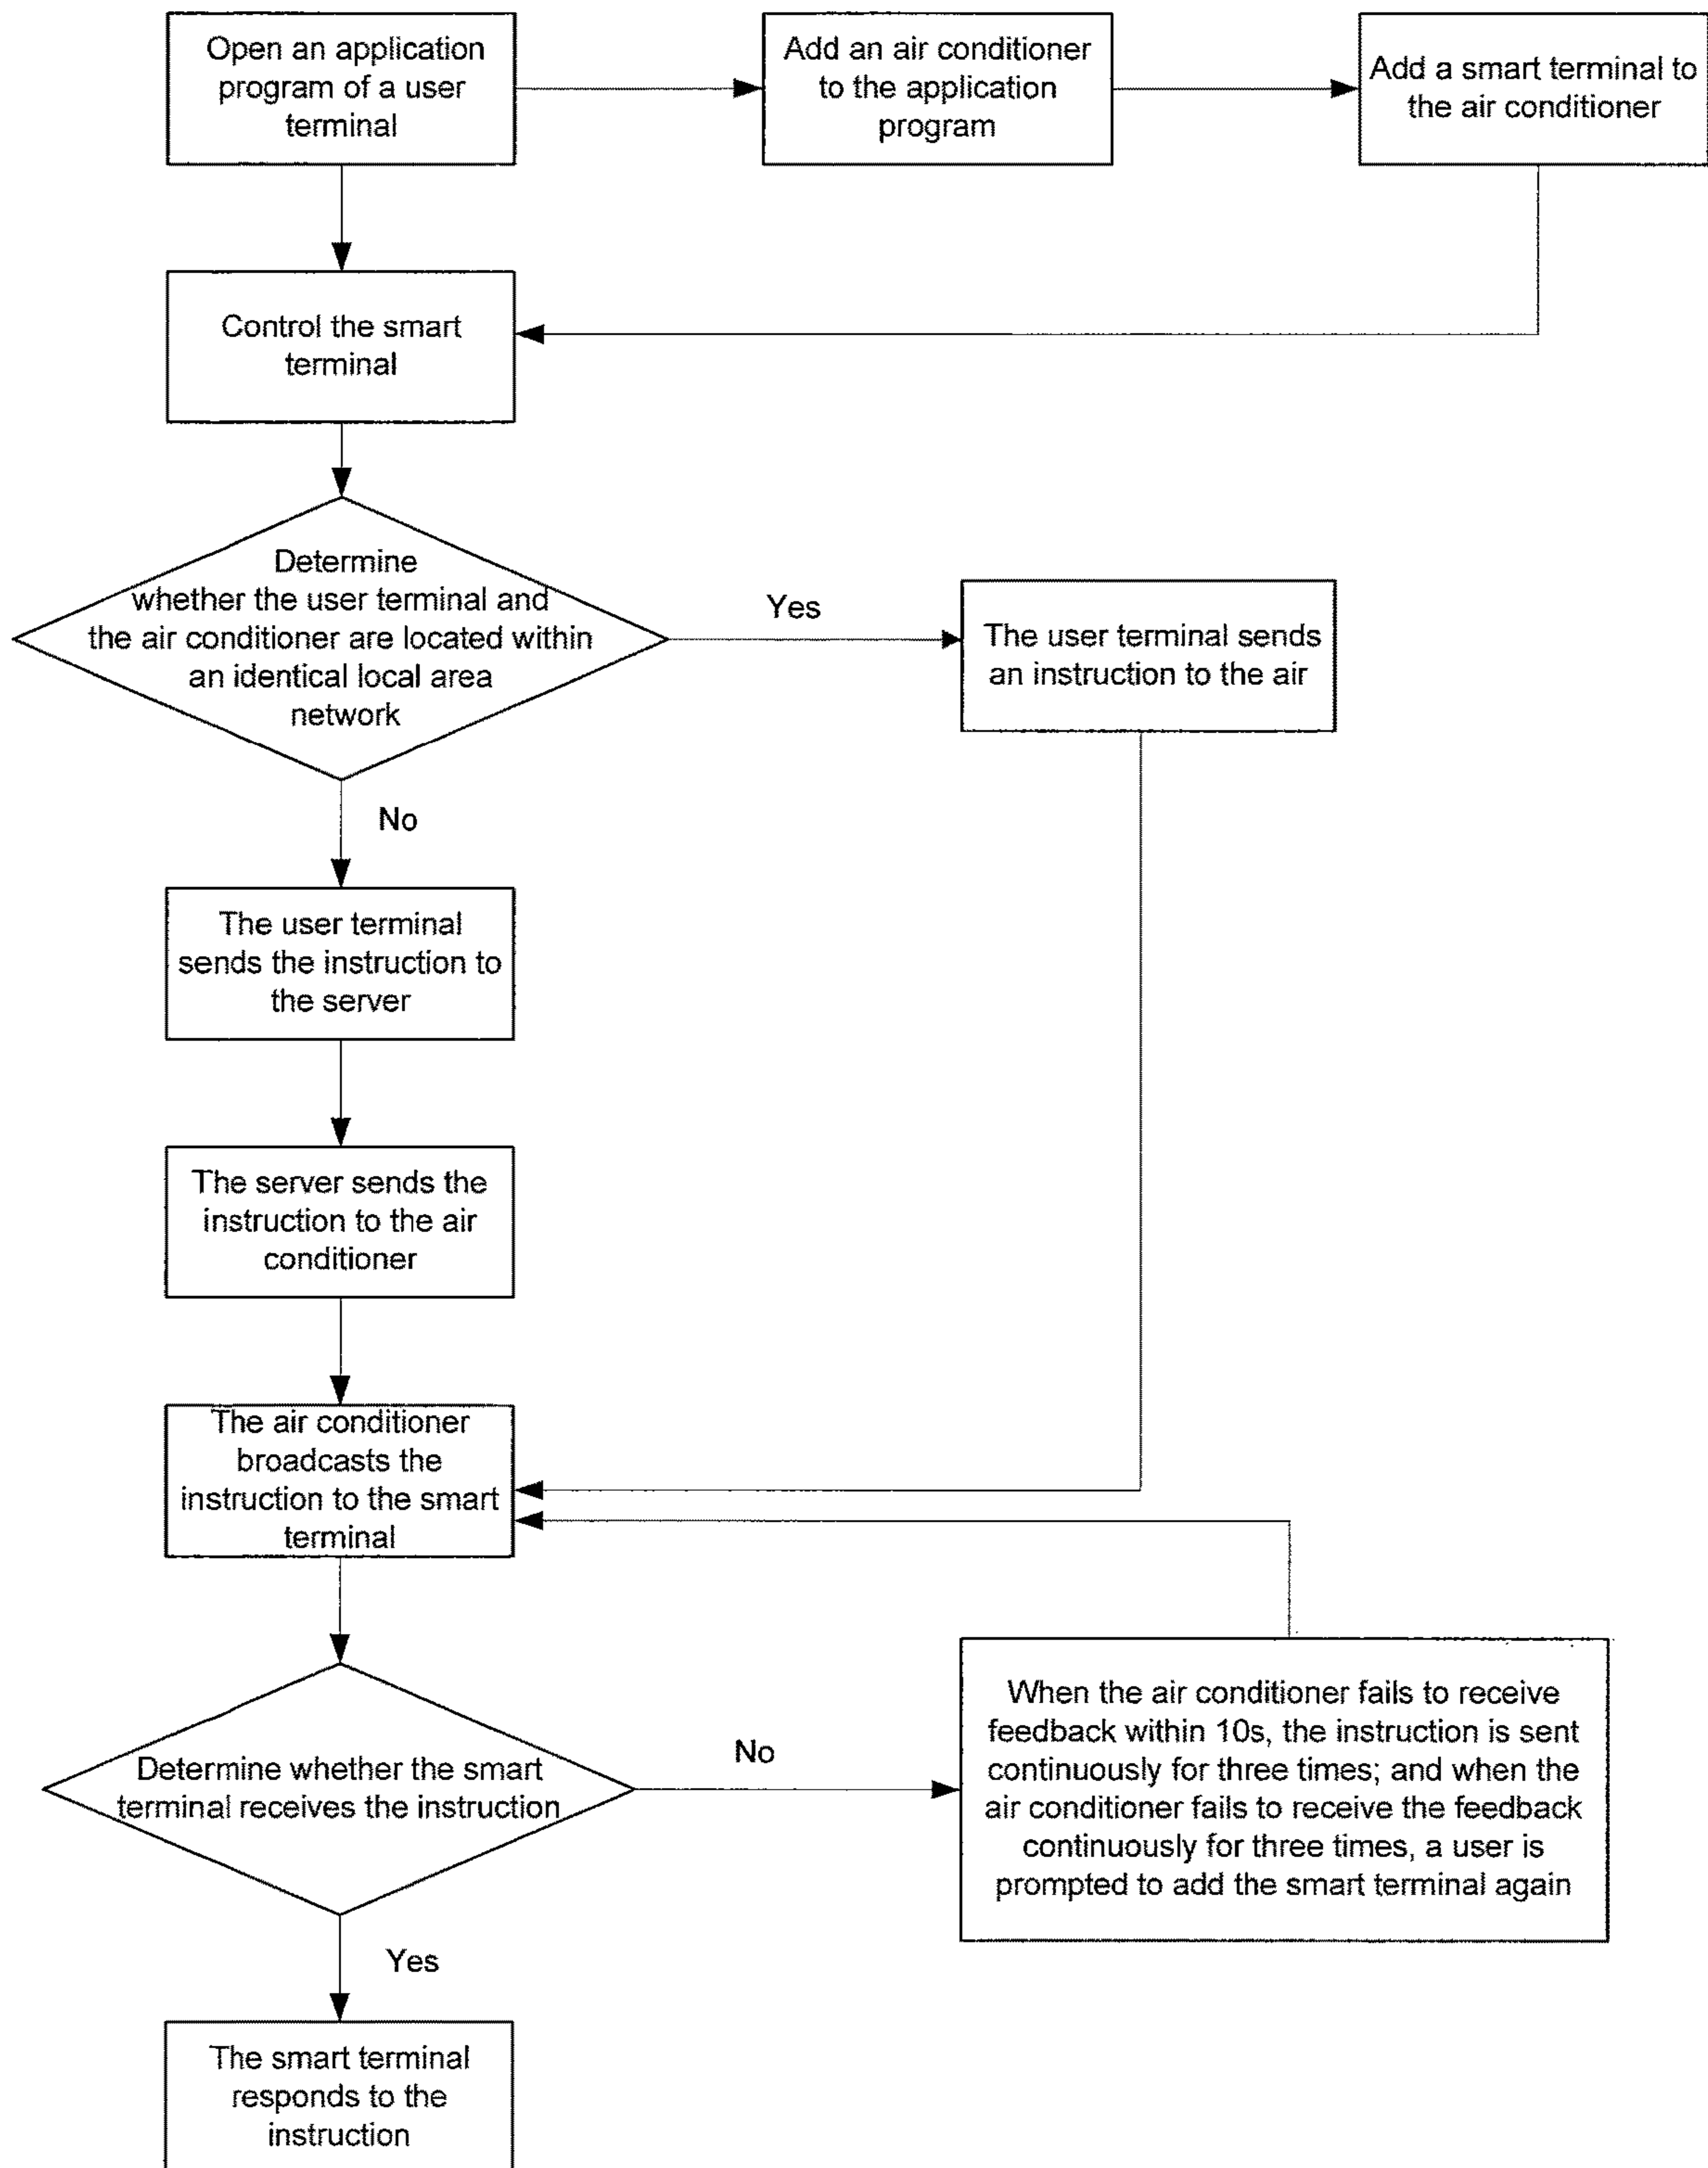 Open an application
program of a user
terminal
Add an air conditioner
to the application
program
Add a smart terminal to
the air conditioner
Control the smart
terminal
Determine
whether the user terminal and
the air conditioner are located within
an identical local area
network
Yes
The user terminal sends
an instruction to the air
No
The user terminal
sends the instruction to
the server
The server sends the
instruction to the air
conditioner
The air conditioner
broadcasts the
instruction to the smart
terminal
Determine whether the smart
terminal receives the instruction
No
When the air conditioner fails to receive
feedback within 10s, the instruction is sent
continuously for three times; and when the
air conditioner fails to receive the feedback
continuously for three times, a user is
prompted to add the smart terminal again
Yes
The smart terminal
responds to the
instruction